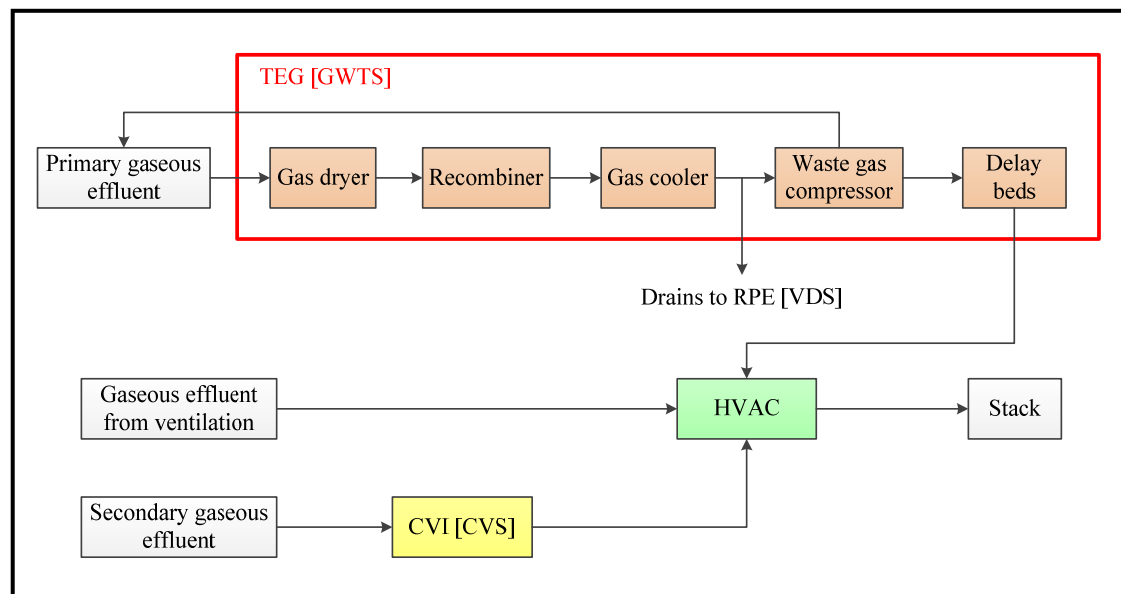 TEG [GWTS]
Primary gaseous
effluent
Gas dryer
Recombiner
Gas cooler
Waste gas
compressor
Delay
beds
Drains to RPE [VDS]
Gaseous effluent
from ventilation
HVAC
Stack
Secondary gaseous
effluent
CVI [CVS]